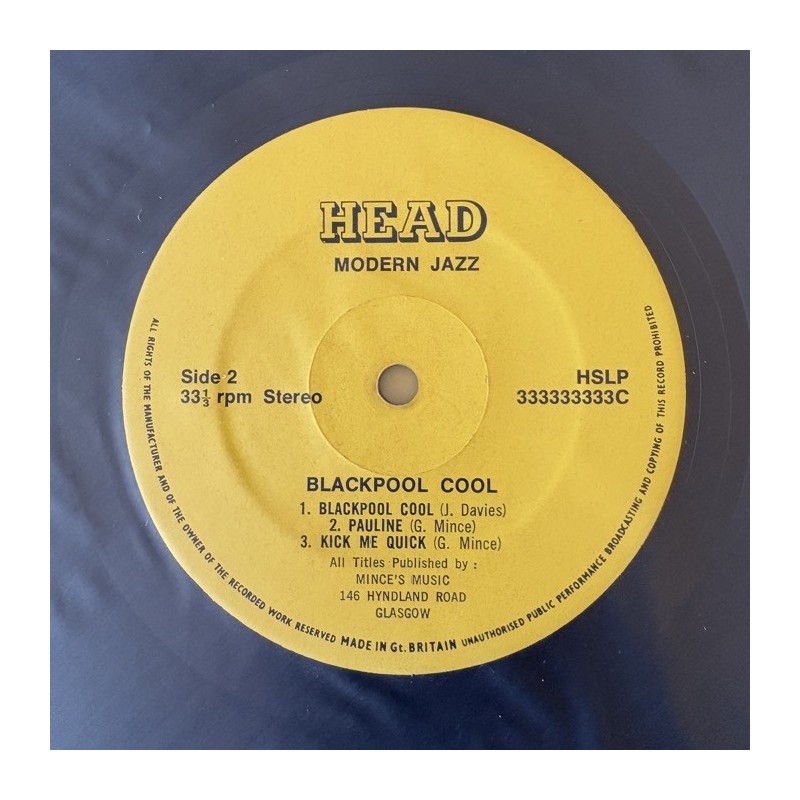 HEAD
MODERN JAZZ
Side 2
33⅓ rpm Stereo
HSLP
333333333C
BLACKPOOL COOL
1. BLACKPOOL COOL (J. Davies)
2. PAULINE (G. Mince)
3. KICK ME QUICK (G. Mince)
All Titles Published by :
MINCE'S MUSIC
146 HYNDLAND ROAD
GLASGOW
ALL RIGHTS OF THE MANUFACTURER AND OF THE OWNER OF THE RECORDED WORK RESERVED MADE IN Gt. BRITAIN UNAUTHORISED PUBLIC PERFORMANCE BROADCASTING AND COPYING OF THIS RECORD PROHIBITED